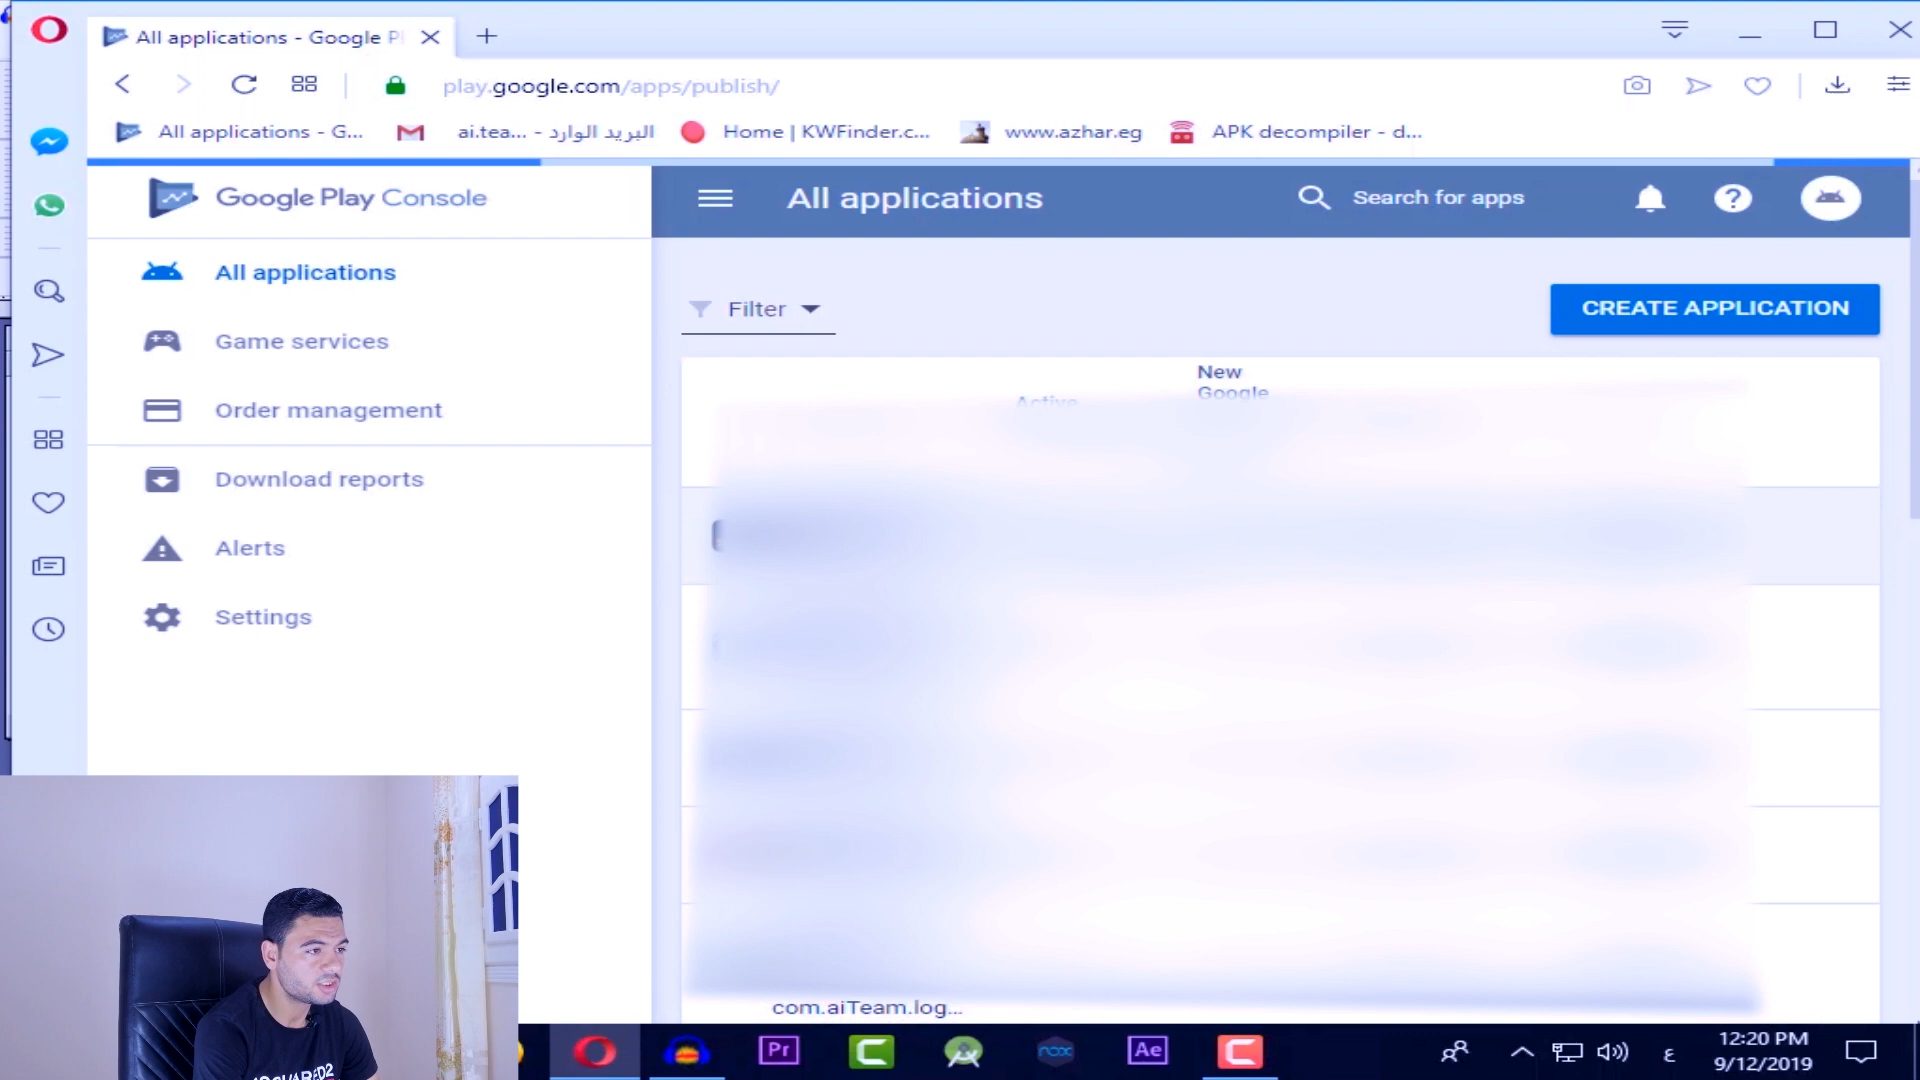 All applications - Google P
play.google.com/apps/publish/
All applications - G...
ai.tea... - البريد الوارد
Home | KWFinder.c...
www.azhar.eg
APK decompiler - d...
Google Play Console
All applications
Search for apps
All applications
Game services
Order management
Download reports
Alerts
Settings
Filter
CREATE APPLICATION
New
Google
Active
com.aiTeam.log...
Pr
nox
Ae
ع
12:20 PM
9/12/2019